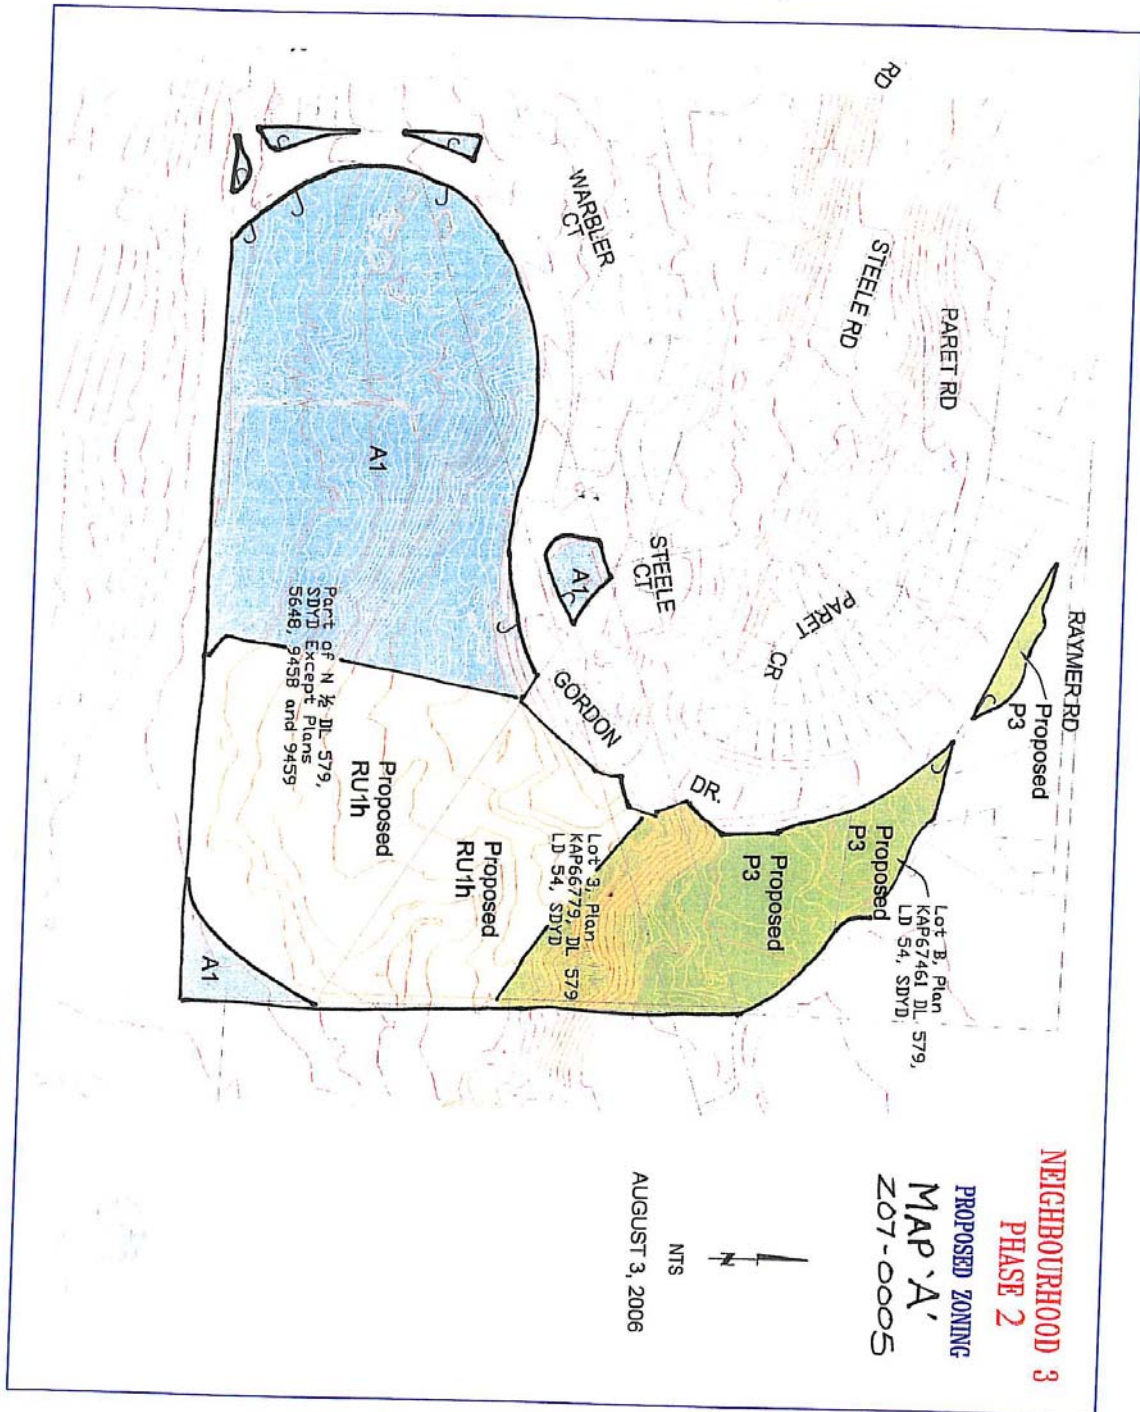 NEIGHBOURHOOD 3
PHASE 2
PROPOSED ZONING
MAP 'A'
Z07-0005
N
NTS
AUGUST 3, 2006
RAYMER RD
Proposed
P3
Lot B, Plan
KAP67461 DL 579,
LD 54, SDYD
Proposed
P3
Proposed
P3
PARET RD
STEELE RD
RD
PARET
CR
DR.
GORDON
STEELE
CT
WARBLER
CT
A1
Lot 3, Plan
KAP66779, DL 579
LD 54, SDYD
Proposed
RU1h
Proposed
RU1h
A1
Part of N ½ DL 579,
SDYD Except Plans
5648, 9458 and 9459
A1